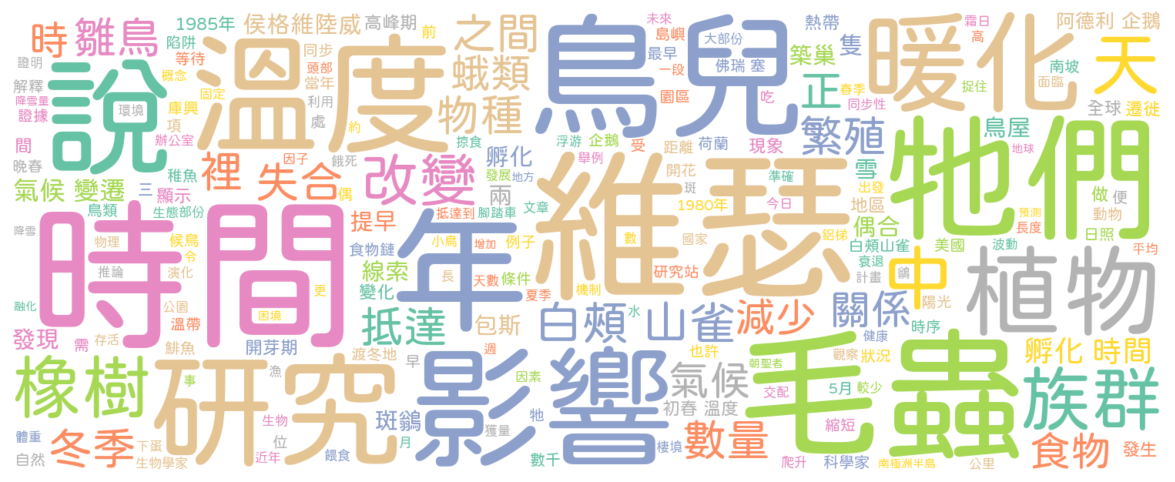 1985年
侯格維陸威
高峰期
前
之間
未來
熱帶
霜日
阿德利 企鵝
時
雛鳥
陷阱
等待
同步
頭部
當年
島嶼
一段
大部份
最早
佛瑞 塞
築巢
隻
高
南坡
面臨
天
證明
解釋
降雪量
證據
說
環境
概念
固定
庫興
項
溫度
利用
處
約
蛾類
物種
園區
鳥兒
吃
正
春季
同步性
捉住
暖化
全球
遷徙
間
晚春
辦公室
裡
因子
失合
餓死
偶
掠食
改變
孵化
發展
地方
兩
浮游
企鵝
舉例
受
距離
荷蘭
現象
繁殖
鳥屋
地球
牠們
氣候 變遷
稚魚
三
顯示
鳥類
生態部份
提早
抵達到
腳踏車
文章
開花
斑
1980年
準確
今日
雪
出發
地區
偶合
做
便
預測
動物
長度
日照
降雪
時間
物理
候鳥
令
推論
演化
公園
更
困境
食物鏈
線索
變化
年
小鳥
增加
例子
長
天數
條件
夏季
維瑟
數
國家
研究站
機制
鋁梯
白頰山雀
衰退
計畫
鷭
美國
波動
中
陽光
植物
平均
融化
溫帶
發現
需
存活
開芽期
抵達
包斯
白頰 山雀
水
減少
關係
健康
時序
橡樹
鯡魚
事
漁
渡冬地
早
週
研究
影響
因素
也許
氣候
朝聖者
毛蟲
觀察
狀況
5月
較少
孵化 時間
族群
體重
自然
冬季
下蛋
生物學家
生物
位
近年
餵食
斑鶲
月
獲量
牠
數千
棲境
初春 溫度
數量
交配
爬升
縮短
科學家
南極洲半島
公里
食物
發生